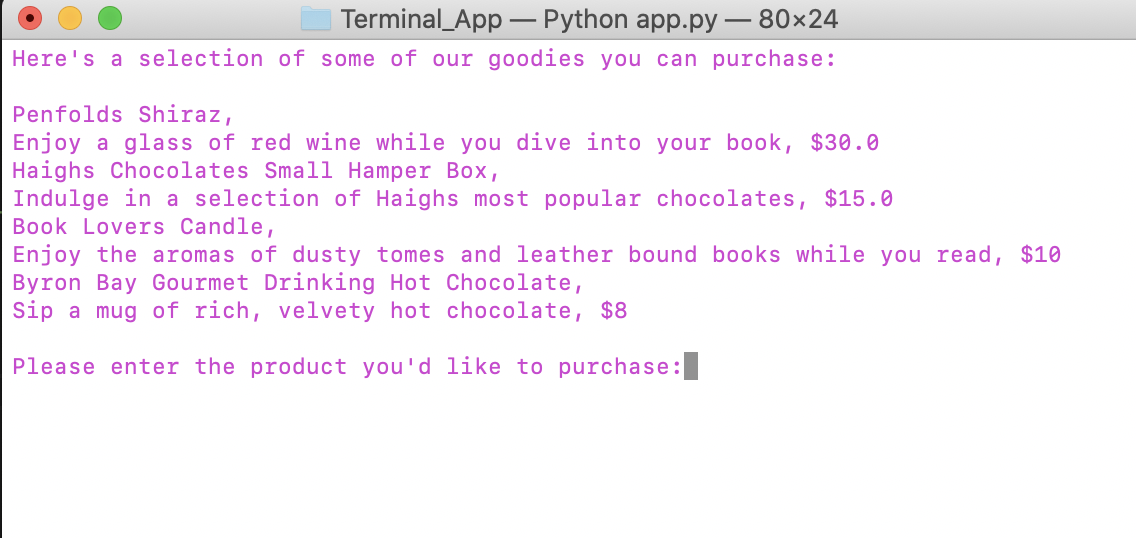 Terminal_App — Python app.py — 80×24
Here's a selection of some of our goodies you can purchase:
Penfolds Shiraz,
Enjoy a glass of red wine while you dive into your book, $30.0
Haighs Chocolates Small Hamper Box,
Indulge in a selection of Haighs most popular chocolates, $15.0
Book Lovers Candle,
Enjoy the aromas of dusty tomes and leather bound books while you read, $10
Byron Bay Gourmet Drinking Hot Chocolate,
Sip a mug of rich, velvety hot chocolate, $8
Please enter the product you'd like to purchase: